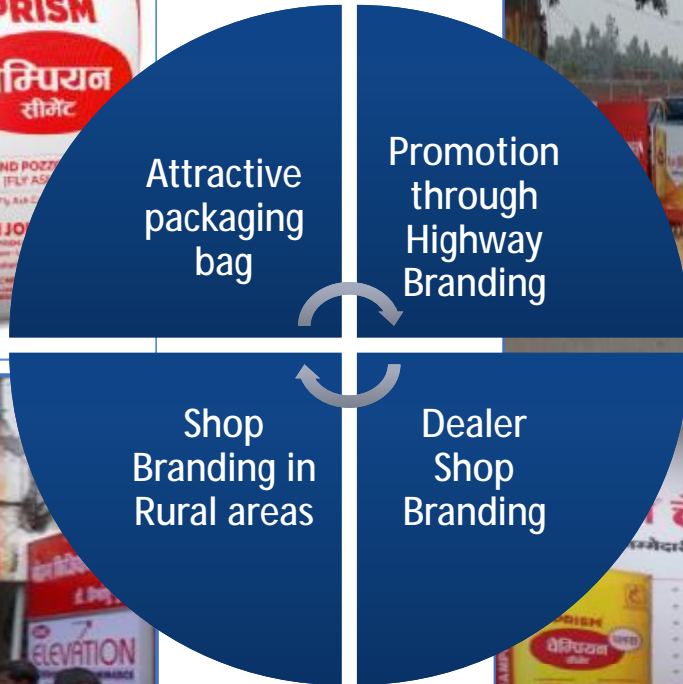 PRISM
म्पियन
सीमेंट
Attractive
packaging
bag
Promotion
through
Highway
Branding
Shop
Branding in
Rural areas
Dealer
Shop
Branding
ELEVATION
PRISM
चैम्पियन
सीमेंट